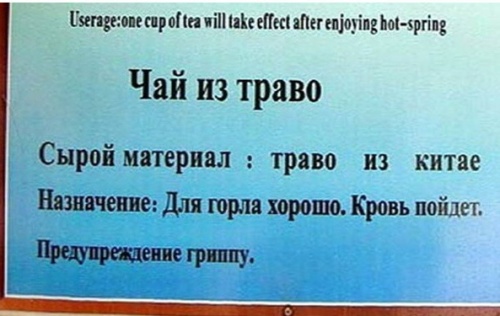 Userage:one cup of tea will take effect after enjoying hot-spring
Чай из траво
Сырой материал : траво из китае
Назначение: Для горла хорошо. Кровь пойдет.
Предупреждение гриппу.